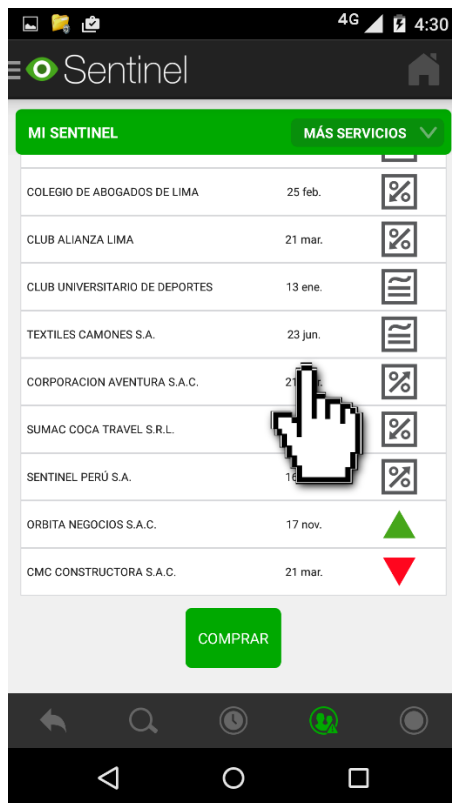 4G 4:30
Sentinel
MI SENTINEL MÁS SERVICIOS
COLEGIO DE ABOGADOS DE LIMA 25 feb.
CLUB ALIANZA LIMA 21 mar.
CLUB UNIVERSITARIO DE DEPORTES 13 ene.
TEXTILES CAMONES S.A. 23 jun.
CORPORACION AVENTURA S.A.C.
SUMAC COCA TRAVEL S.R.L.
SENTINEL PERÚ S.A.
ORBITA NEGOCIOS S.A.C. 17 nov.
CMC CONSTRUCTORA S.A.C. 21 mar.
COMPRAR